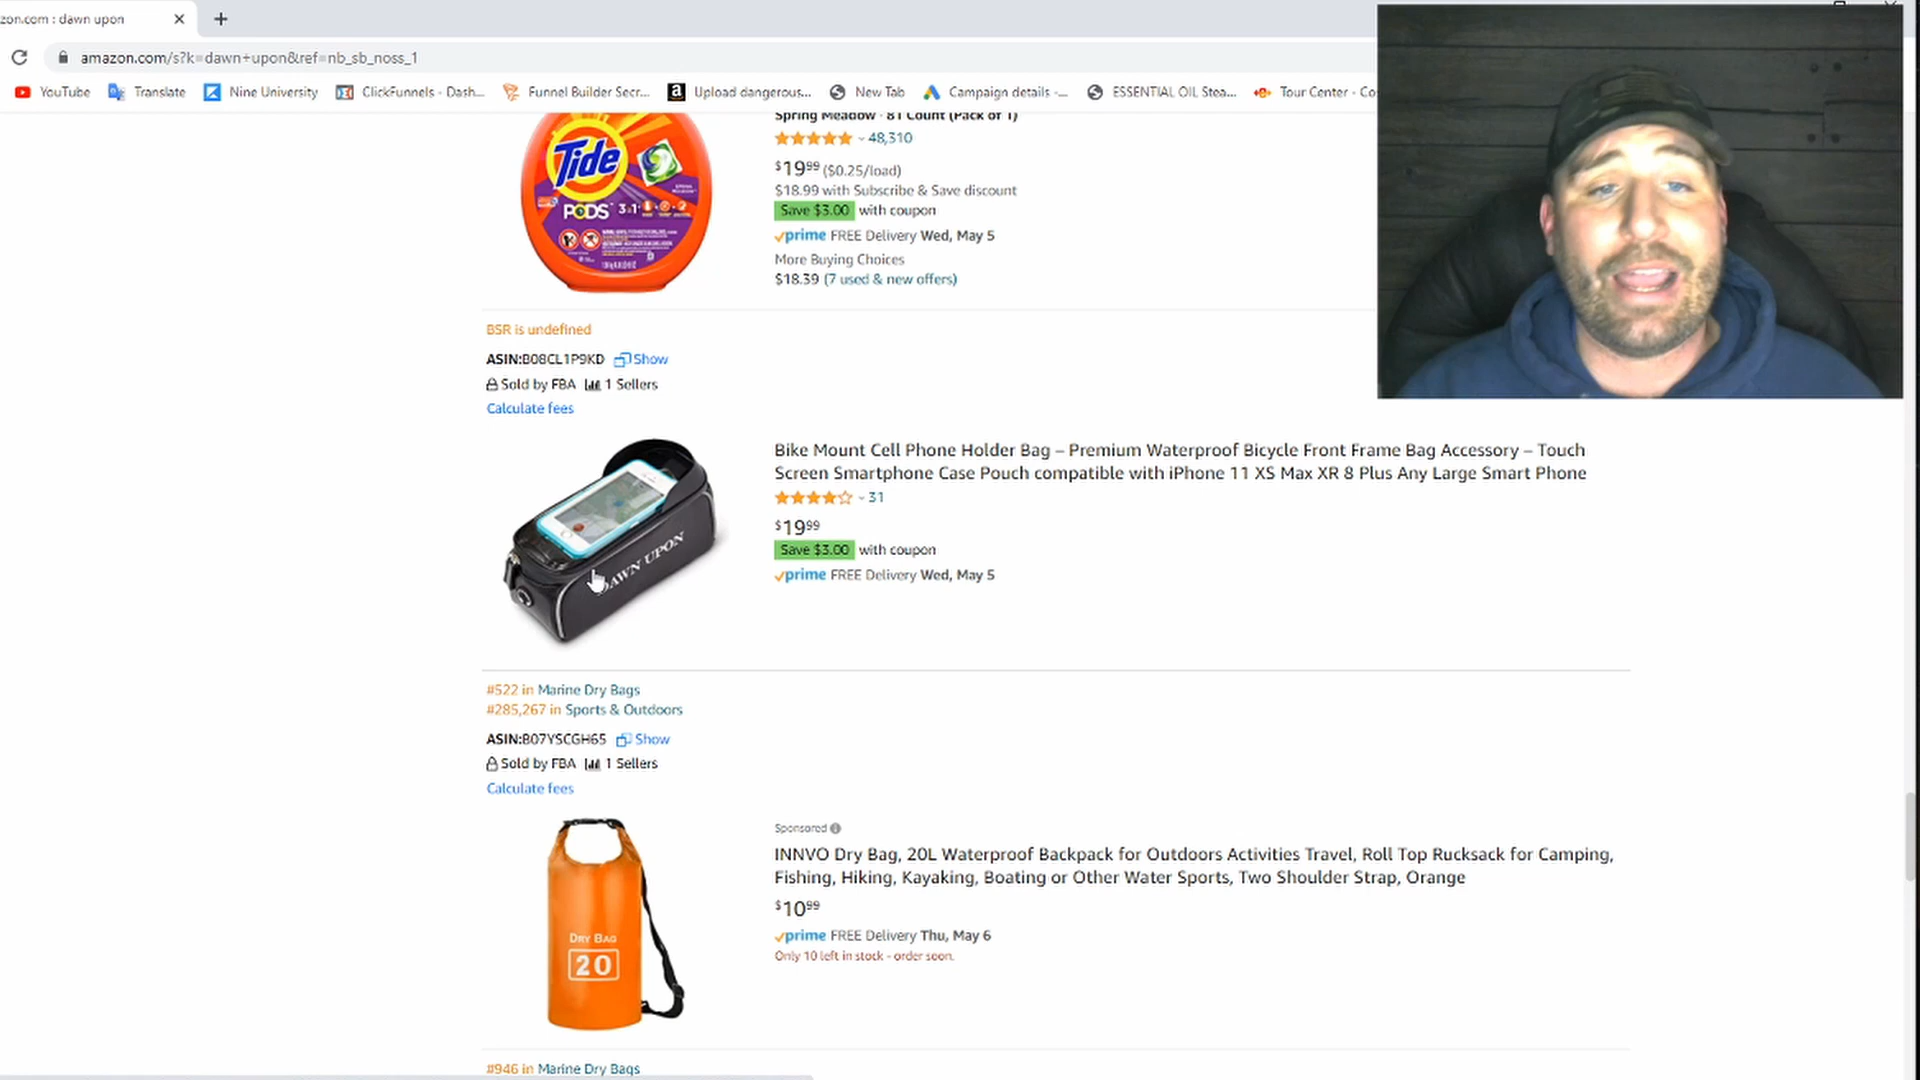 zon.com : dawn upon
amazon.com/s?k=dawn+upon&ref=nb_sb_noss_1
YouTube
Translate
Nine University
ClickFunnels - Dash...
Funnel Builder Secr...
Upload dangerous...
New Tab
Campaign details -...
ESSENTIAL OIL Stea...
Tour Center - Co
Spring Meadow · 81 Count (Pack of 1)
48,310
$19.99 ($0.25/load)
$18.99 with Subscribe & Save discount
Save $3.00 with coupon
prime FREE Delivery Wed, May 5
More Buying Choices
$18.39 (7 used & new offers)
Tide
PODS 3in1
BSR is undefined
ASIN:B08CL1P9KD Show
Sold by FBA 1 Sellers
Calculate fees
DAWN UPON
Bike Mount Cell Phone Holder Bag – Premium Waterproof Bicycle Front Frame Bag Accessory – Touch
Screen Smartphone Case Pouch compatible with iPhone 11 XS Max XR 8 Plus Any Large Smart Phone
31
$19.99
Save $3.00 with coupon
prime FREE Delivery Wed, May 5
#522 in Marine Dry Bags
#285,267 in Sports & Outdoors
ASIN:B07YSCGH65 Show
Sold by FBA 1 Sellers
Calculate fees
DRY BAG
20
Sponsored
INNVO Dry Bag, 20L Waterproof Backpack for Outdoors Activities Travel, Roll Top Rucksack for Camping,
Fishing, Hiking, Kayaking, Boating or Other Water Sports, Two Shoulder Strap, Orange
$10.99
prime FREE Delivery Thu, May 6
Only 10 left in stock - order soon.
#946 in Marine Dry Bags